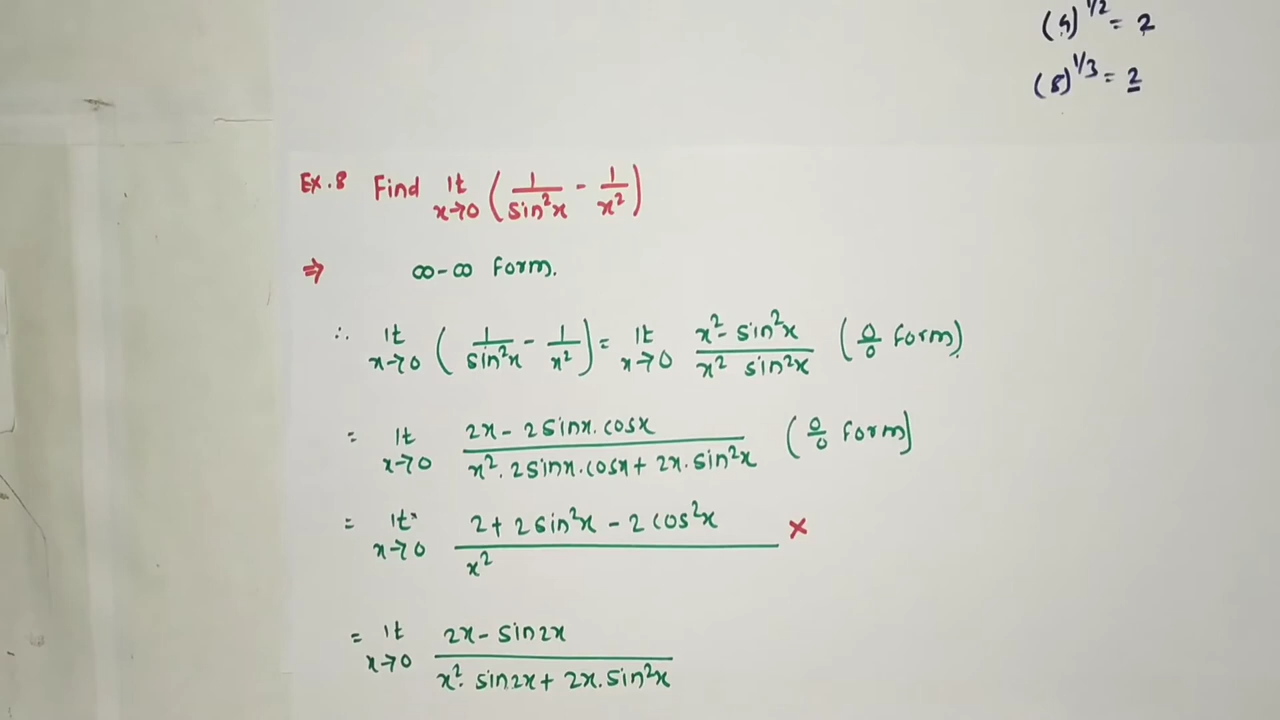 (4)^1/2 = 2
(8)^1/3 = 2
Ex.8 Find lt x→0 (1/sin²x - 1/x²)
⇒ ∞-∞ form.
∴ lt x→0 (1/sin²x - 1/x²) = lt x→0 x²- sin²x / x² sin²x (0/0 form)
= lt x→0 2x - 2sinx.cosx / x².2sinx.cosx + 2x.sin²x (0/0 form)
= lt x→0 2+2sin²x - 2cos²x / x² ×
= lt x→0 2x - sin2x / x². sin2x + 2x.sin²x